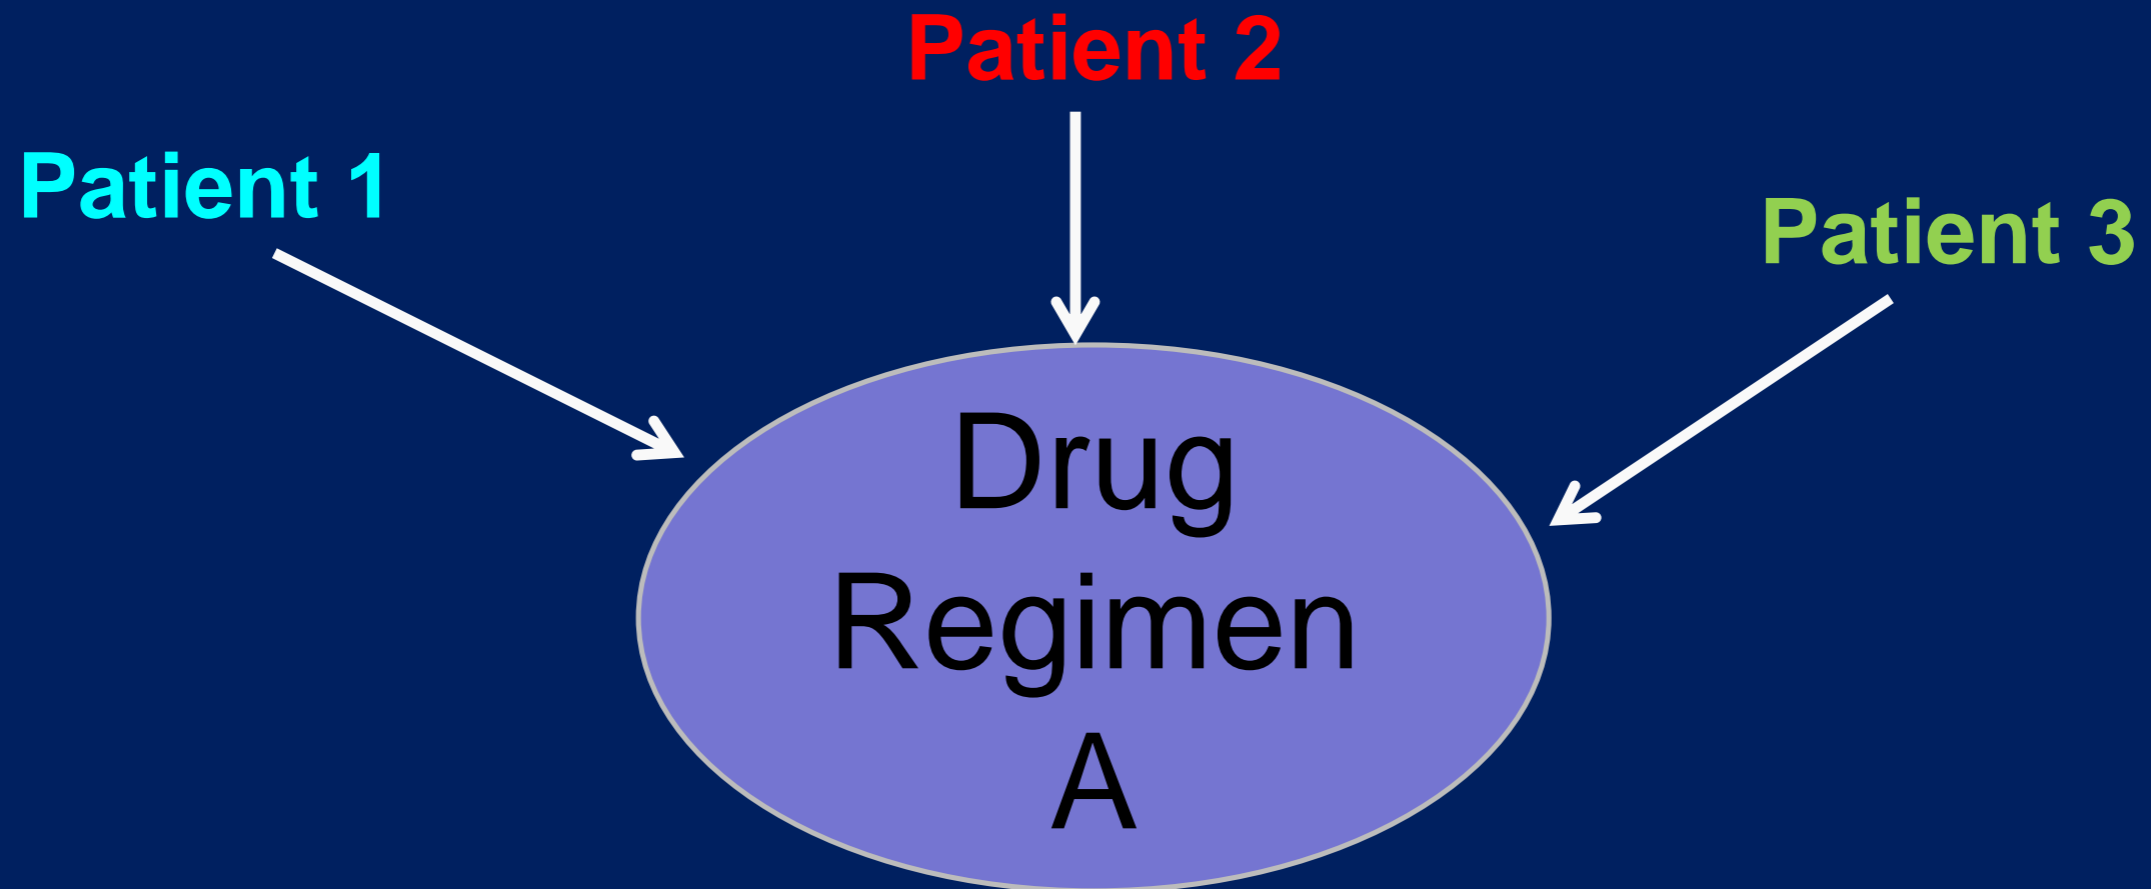 Patient 2
Patient 1
Patient 3
Drug
Regimen
A